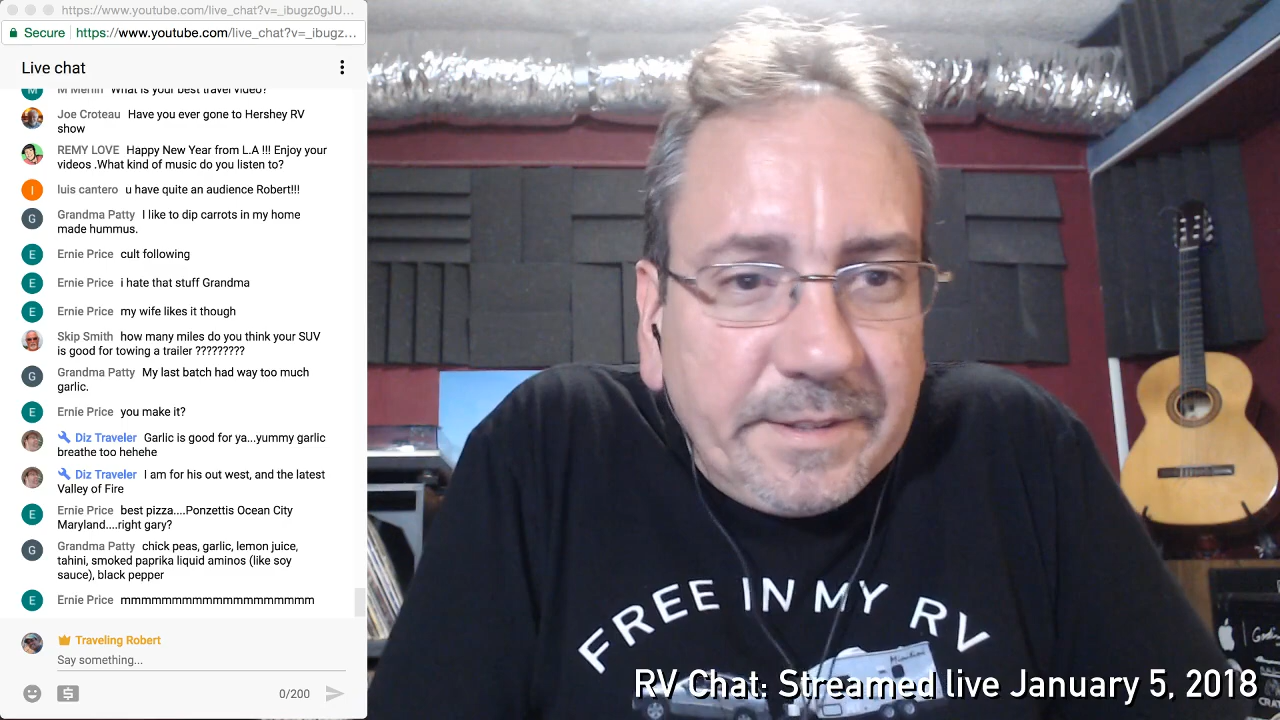 https://www.youtube.com/live_chat?v=_ibugz0gJU...
Secure https://www.youtube.com/live_chat?v=_ibugz...
Live chat
M M Merlin What is your best travel video?
Joe Croteau Have you ever gone to Hershey RV
show
REMY LOVE Happy New Year from L.A !!! Enjoy your
videos .What kind of music do you listen to?
l luis cantero u have quite an audience Robert!!!
G Grandma Patty I like to dip carrots in my home
made hummus.
E Ernie Price cult following
E Ernie Price i hate that stuff Grandma
E Ernie Price my wife likes it though
Skip Smith how many miles do you think your SUV
is good for towing a trailer ?????????
G Grandma Patty My last batch had way too much
garlic.
E Ernie Price you make it?
Diz Traveler Garlic is good for ya...yummy garlic
breathe too hehehe
Diz Traveler I am for his out west, and the latest
Valley of Fire
E Ernie Price best pizza....Ponzettis Ocean City
Maryland....right gary?
G Grandma Patty chick peas, garlic, lemon juice,
tahini, smoked paprika liquid aminos (like soy
sauce), black pepper
E Ernie Price mmmmmmmmmmmmmmmmmmm
Traveling Robert
Say something...
0/200
FREE IN MY RV
RV Chat: Streamed live January 5, 2018